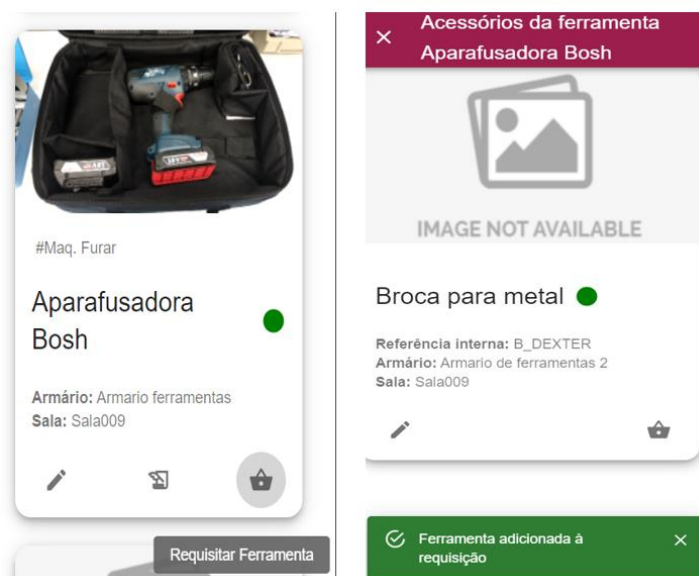 #Maq. Furar
Aparafusadora
Bosh
Armário: Armario ferramentas
Sala: Sala009
Requisitar Ferramenta
Acessórios da ferramenta
Aparafusadora Bosh
IMAGE NOT AVAILABLE
Broca para metal
Referência interna: B_DEXTER
Armário: Armario de ferramentas 2
Sala: Sala009
Ferramenta adicionada à
requisição